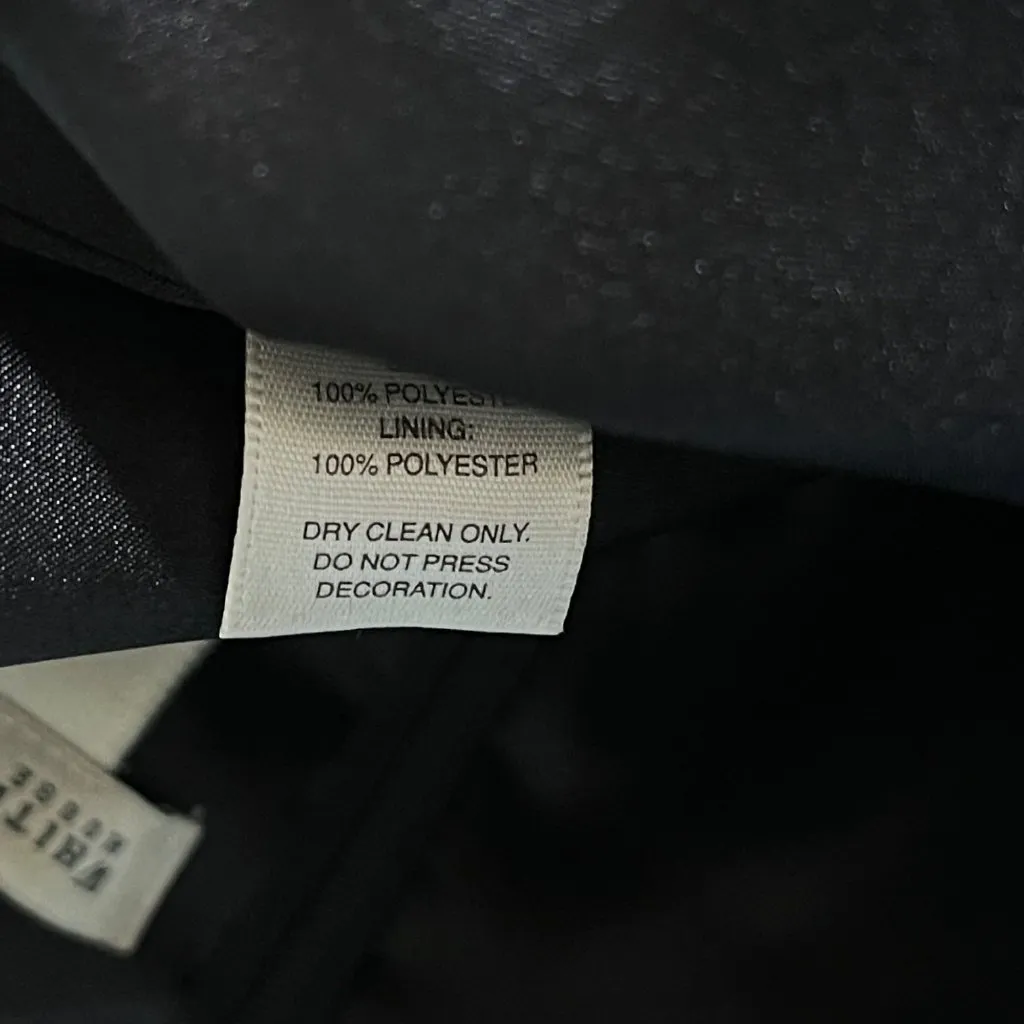 100% POLYESTE
LINING:
100% POLYESTER
DRY CLEAN ONLY.
DO NOT PRESS
DECORATION.